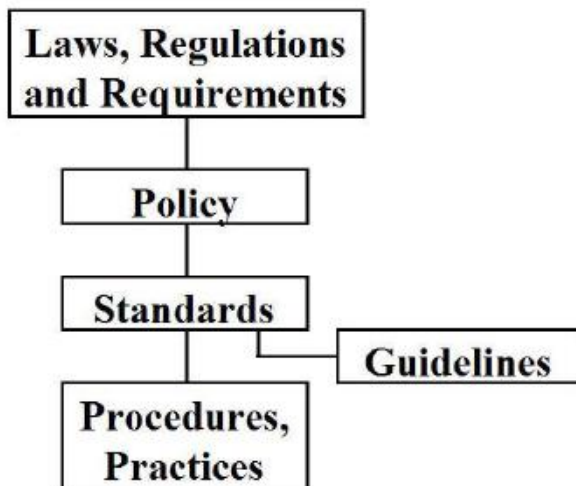 Laws, Regulations
and Requirements
Policy
Standards
Guidelines
Procedures,
Practices